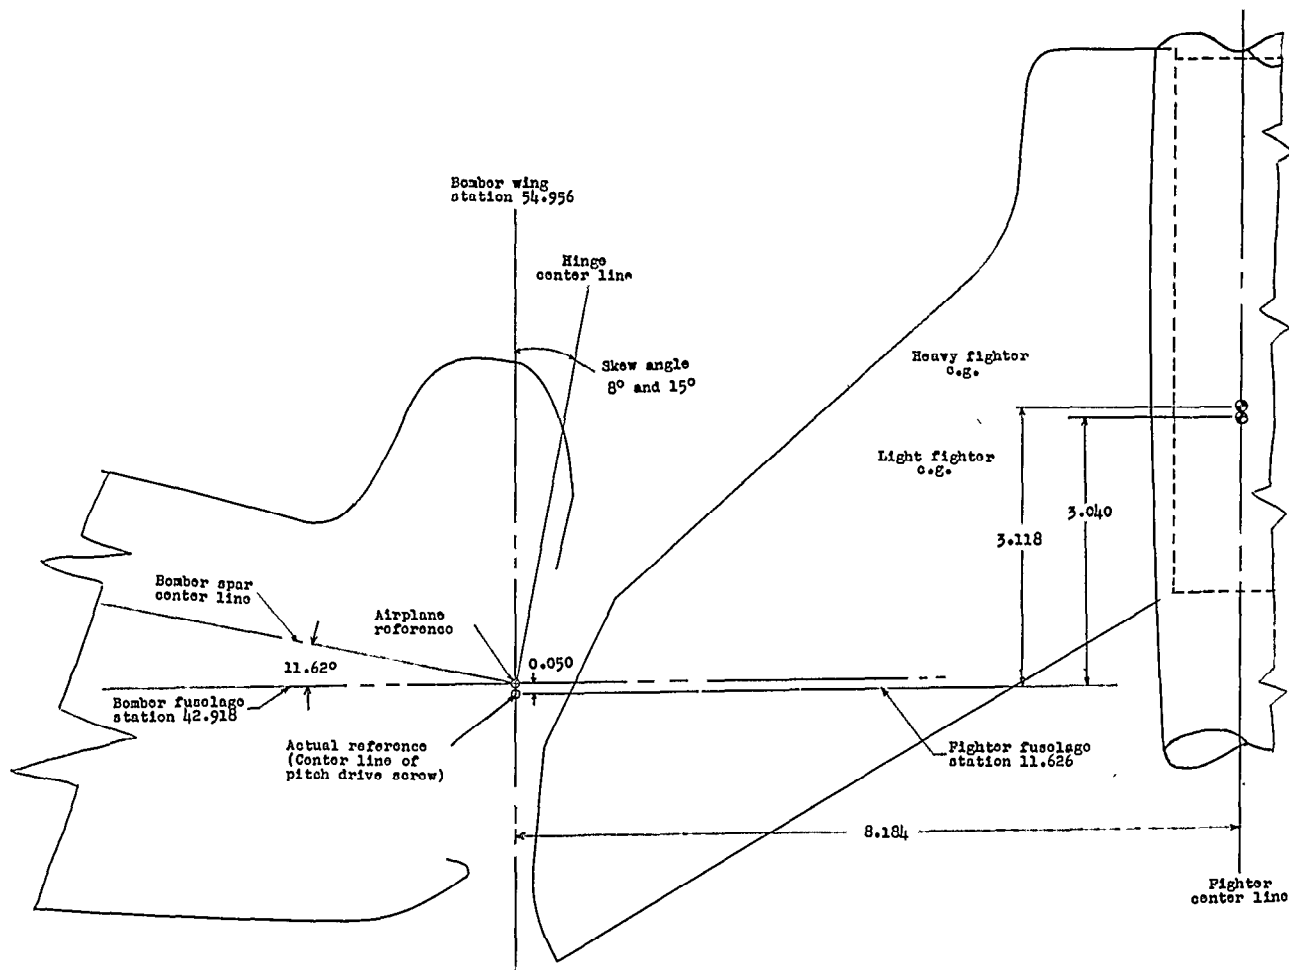 Bomber wing
station 54.956
Hinge
center line
Skew angle
8° and 15°
Heavy fighter
c.g.
Light fighter
c.g.
3.040
3.118
Bomber spar
center line
Airplane
reference
11.62°
0.050
Bomber fuselage
station 42.918
Actual reference
(Center line of
pitch drive screw)
Fighter fuselage
station 11.626
8.184
Fighter
center line